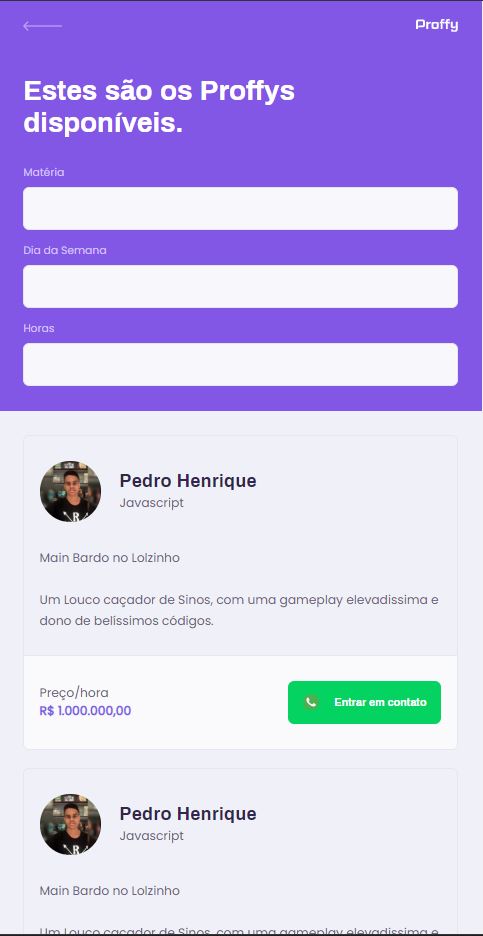 Proffy
Estes são os Proffys
disponíveis.
Matéria
Dia da Semana
Horas
Pedro Henrique
Javascript
Main Bardo no Lolzinho
Um Louco caçador de Sinos, com uma gameplay elevadissima e
dono de belíssimos códigos.
Preço/hora
R$ 1.000.000,00
Entrar em contato
Pedro Henrique
Javascript
Main Bardo no Lolzinho
Um Louco caçador de Sinos, com uma gameplay elevadissima e